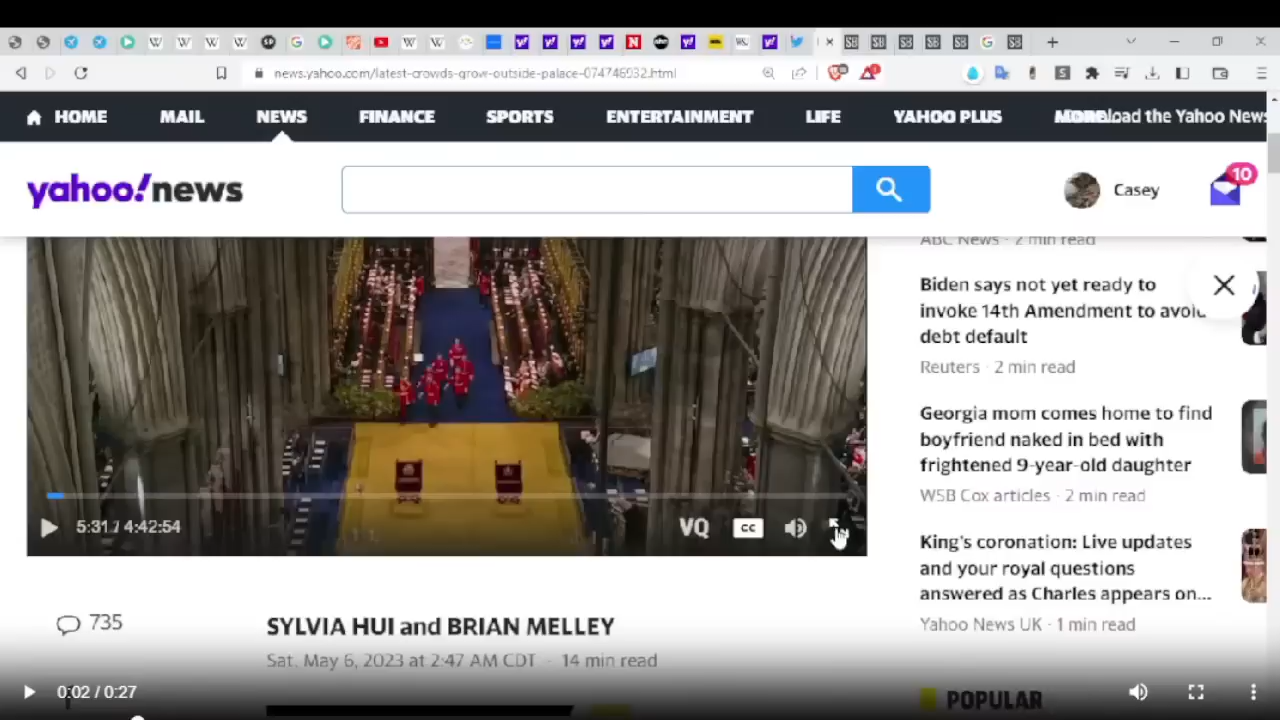 news.yahoo.com/latest-crowds-grow-outside-palace-074746932.html
HOME MAIL NEWS FINANCE SPORTS ENTERTAINMENT LIFE YAHOO PLUS MORE... load the Yahoo News
yahoo!news
Casey
10
ABC News · 2 min read
Biden says not yet ready to
invoke 14th Amendment to avoid
debt default
Reuters · 2 min read
Georgia mom comes home to find
boyfriend naked in bed with
frightened 9-year-old daughter
WSB Cox articles · 2 min read
King's coronation: Live updates
and your royal questions
answered as Charles appears on...
Yahoo News UK · 1 min read
5:31 / 4:42:54
VQ
CC
735
SYLVIA HUI and BRIAN MELLEY
Sat, May 6, 2023 at 2:47 AM CDT · 14 min read
POPULAR
0:02 / 0:27